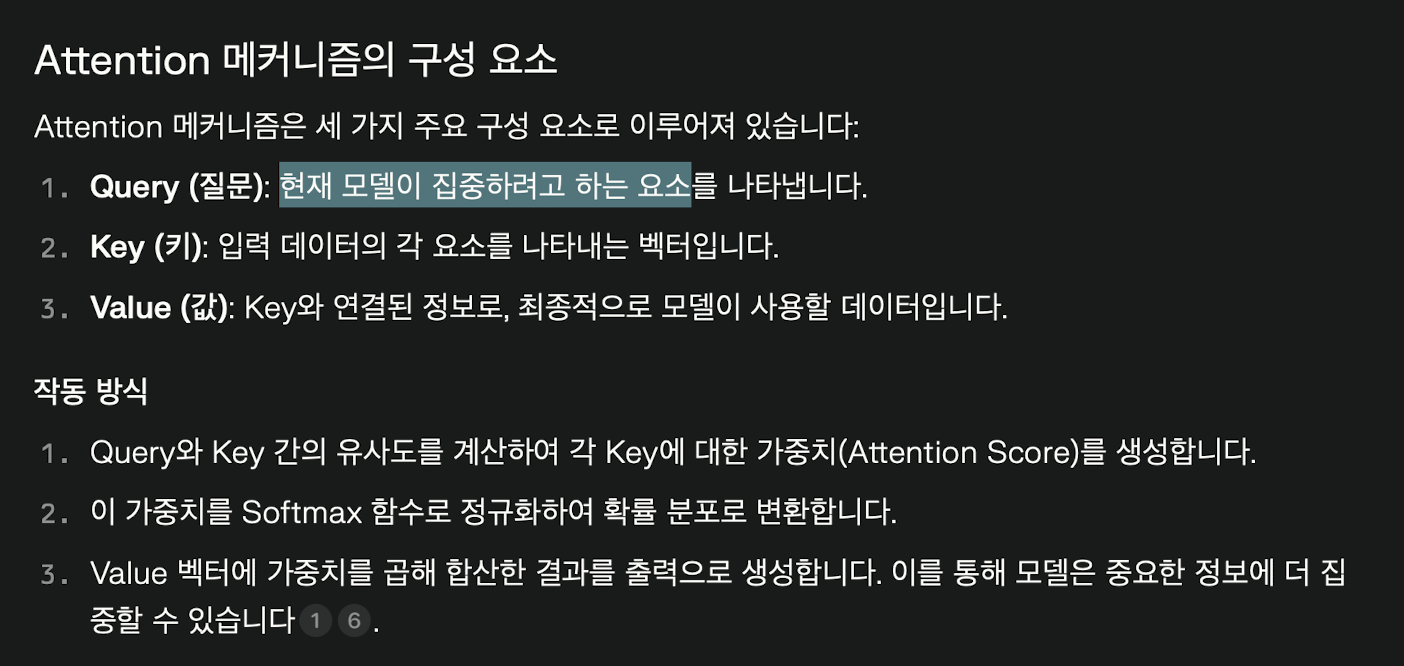 Attention 메커니즘의 구성 요소
Attention 메커니즘은 세 가지 주요 구성 요소로 이루어져 있습니다:
1. Query (질문): 현재 모델이 집중하려고 하는 요소를 나타냅니다.
2. Key (키): 입력 데이터의 각 요소를 나타내는 벡터입니다.
3. Value (값): Key와 연결된 정보로, 최종적으로 모델이 사용할 데이터입니다.
작동 방식
1. Query와 Key 간의 유사도를 계산하여 각 Key에 대한 가중치(Attention Score)를 생성합니다.
2. 이 가중치를 Softmax 함수로 정규화하여 확률 분포로 변환합니다.
3. Value 벡터에 가중치를 곱해 합산한 결과를 출력으로 생성합니다. 이를 통해 모델은 중요한 정보에 더 집
중할 수 있습니다 1 6 .